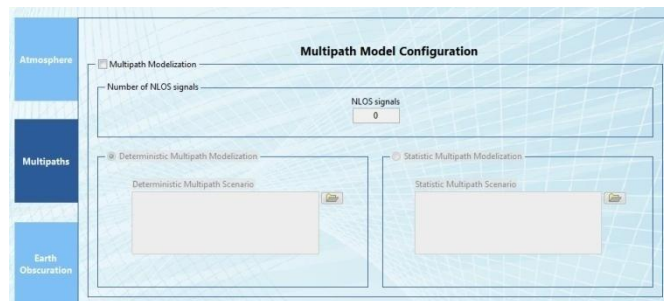 Atmosphere
Multipaths
Earth
Obscuration
Multipath Model Configuration
Multipath Modelization
Number of NLOS signals
NLOS signals
0
Deterministic Multipath Modelization
Deterministic Multipath Scenario
Statistic Multipath Modelization
Statistic Multipath Scenario